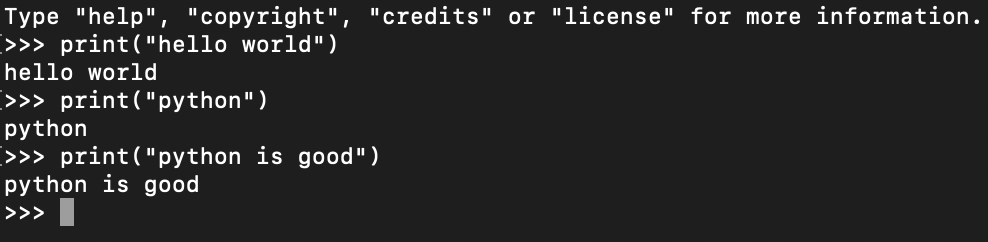 Type "help", "copyright", "credits" or "license" for more information.
>>> print("hello world")
hello world
>>> print("python")
python
>>> print("python is good")
python is good
>>>